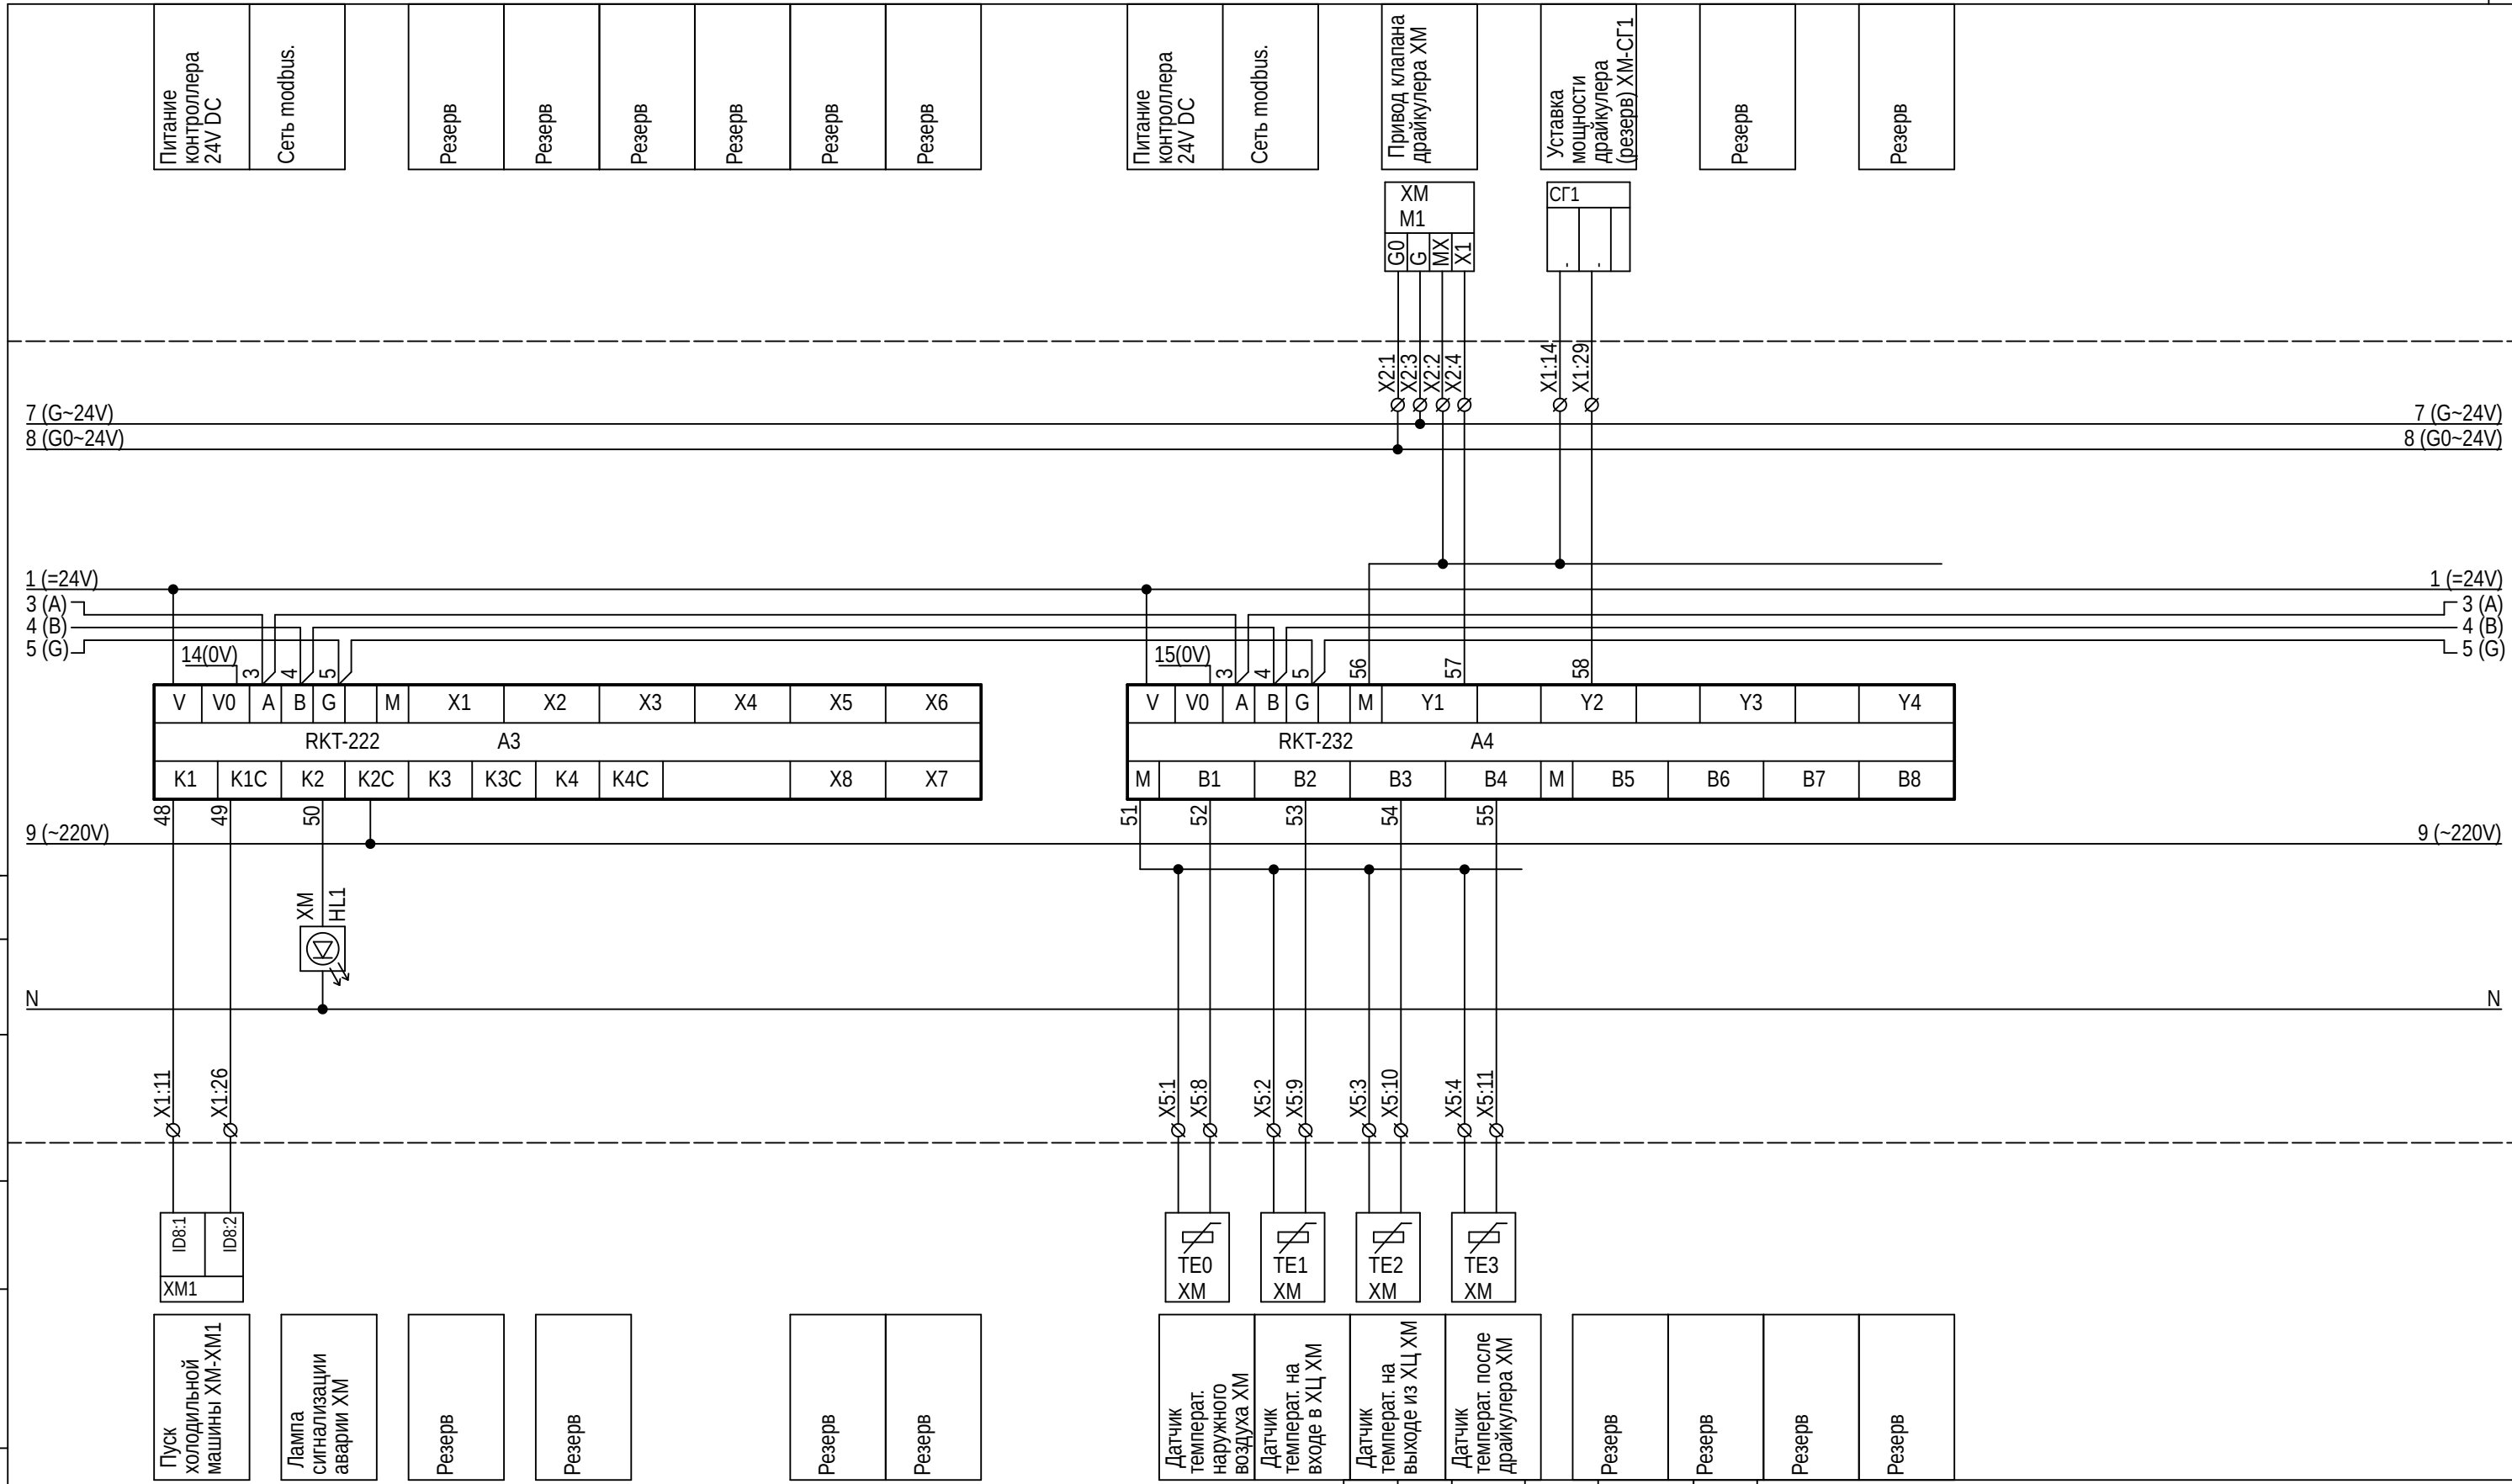 Питание
контроллера
24V DC
Сеть modbus.
Резерв
Резерв
Резерв
Резерв
Резерв
Резерв
Питание
контроллера
24V DC
Сеть modbus.
Привод клапана
драйкулера ХМ
Уставка
мощности
драйкулера
(резерв) ХМ-СГ1
Резерв
Резерв
ХМ
М1
G0
G
MX
X1
СГ1
-
-
X2:1
X2:3
X2:2
X2:4
X1:14
X1:29
7 (G~24V)
7 (G~24V)
8 (G0~24V)
8 (G0~24V)
1 (=24V)
1 (=24V)
3 (A)
3 (A)
4 (B)
4 (B)
5 (G)
5 (G)
14(0V)
3
4
5
15(0V)
3
4
5
56
57
58
V
V0
A
B
G
M
X1
X2
X3
X4
X5
X6
RKT-222
A3
K1
K1C
K2
K2C
K3
K3C
K4
K4C
X8
X7
V
V0
A
B
G
M
Y1
Y2
Y3
Y4
RKT-232
A4
M
B1
B2
B3
B4
M
B5
B6
B7
B8
48
49
50
51
52
53
54
55
9 (~220V)
9 (~220V)
ХМ
HL1
N
N
X1:11
X1:26
X5:1
X5:8
X5:2
X5:9
X5:3
X5:10
X5:4
X5:11
ID8:1
ID8:2
ХМ1
TE0
ХМ
TE1
ХМ
TE2
ХМ
TE3
ХМ
Пуск
холодильной
машины ХМ-ХМ1
Лампа
сигнализации
аварии ХМ
Резерв
Резерв
Резерв
Резерв
Датчик
температ.
наружного
воздуха ХМ
Датчик
температ. на
входе в ХЦ ХМ
Датчик
температ. на
выходе из ХЦ ХМ
Датчик
температ. после
драйкулера ХМ
Резерв
Резерв
Резерв
Резерв